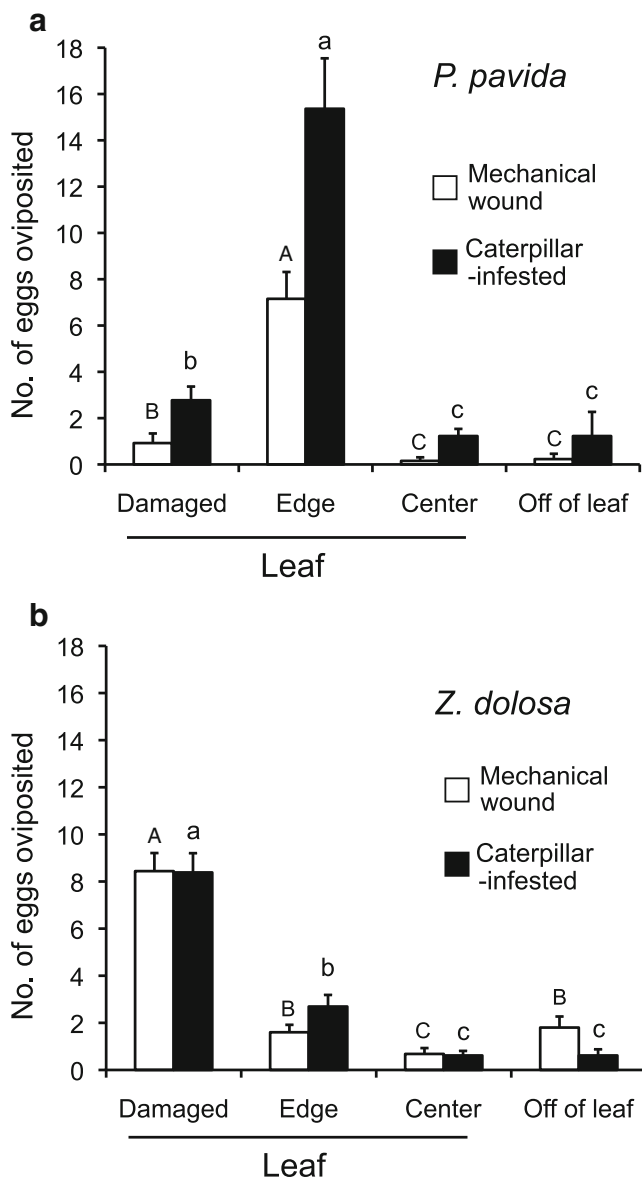 a
18
16
14
12
10
8
6
4
2
0
No. of eggs oviposited
P. pavida
Mechanical
wound
Caterpillar
-infested
B
b
A
a
C
c
C
c
Damaged
Edge
Center
Off of leaf
Leaf
b
18
16
14
12
10
8
6
4
2
0
No. of eggs oviposited
Z. dolosa
Mechanical
wound
Caterpillar
-infested
A
a
B
b
C
c
B
c
Damaged
Edge
Center
Off of leaf
Leaf